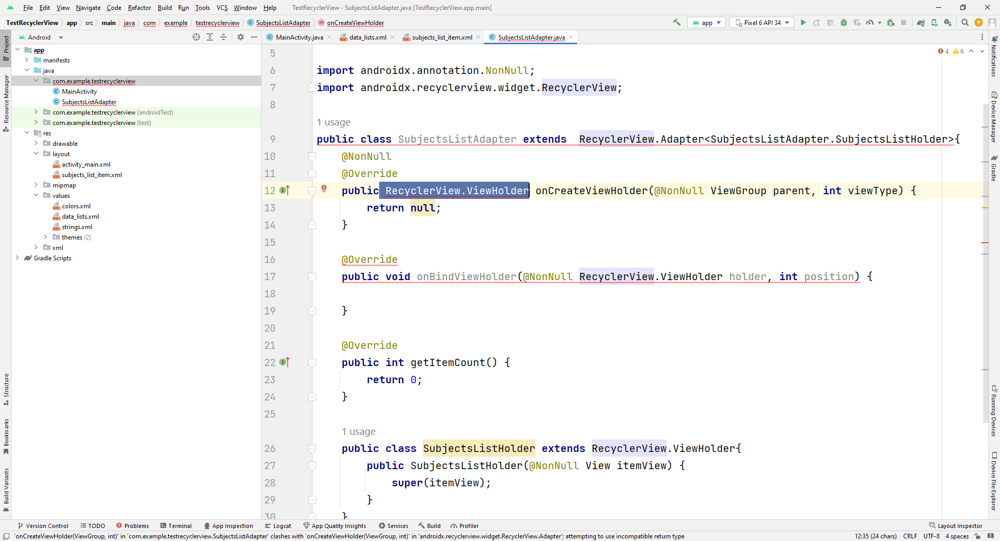 File Edit View Navigate Code Refactor Build Run Tools VCS Window Help TestRecyclerView - SubjectsListAdapter.java [TestRecyclerView.app.main]
TestRecyclerView app src main java com example testrecyclerview SubjectsListAdapter onCreateViewHolder app Pixel 6 API 34
Android
MainActivity.java data_lists.xml subjects_list_item.xml SubjectsListAdapter.java
Project
Resource Manager
Structure
Bookmarks
Build Variants
app
manifests
java
com.example.testrecyclerview
MainActivity
SubjectsListAdapter
com.example.testrecyclerview (androidTest)
com.example.testrecyclerview (test)
res
drawable
layout
activity_main.xml
subjects_list_item.xml
mipmap
values
colors.xml
data_lists.xml
strings.xml
themes (2)
xml
Gradle Scripts
4 6
5
6 import androidx.annotation.NonNull;
7 import androidx.recyclerview.widget.RecyclerView;
8
1 usage
9 public class SubjectsListAdapter extends RecyclerView.Adapter<SubjectsListAdapter.SubjectsListHolder>{
10 @NonNull
11 @Override
12 public RecyclerView.ViewHolder onCreateViewHolder(@NonNull ViewGroup parent, int viewType) {
13 return null;
14 }
15
16 @Override
17 public void onBindViewHolder(@NonNull RecyclerView.ViewHolder holder, int position) {
18
19 }
20
21 @Override
22 public int getItemCount() {
23 return 0;
24 }
25
1 usage
26 public class SubjectsListHolder extends RecyclerView.ViewHolder{
27 public SubjectsListHolder(@NonNull View itemView) {
28 super(itemView);
29 }
30 }
Notifications
Device Manager
Gradle
Running Devices
Device File Explorer
Version Control TODO Problems Terminal App Inspection Logcat App Quality Insights Services Build Profiler Layout Inspector
'onCreateViewHolder(ViewGroup, int)' in 'com.example.testrecyclerview.SubjectsListAdapter' clashes with 'onCreateViewHolder(ViewGroup, int)' in 'androidx.recyclerview.widget.RecyclerView.Adapter'; attempting to use incompatible return type 12:35 (24 chars) CRLF UTF-8 4 spaces